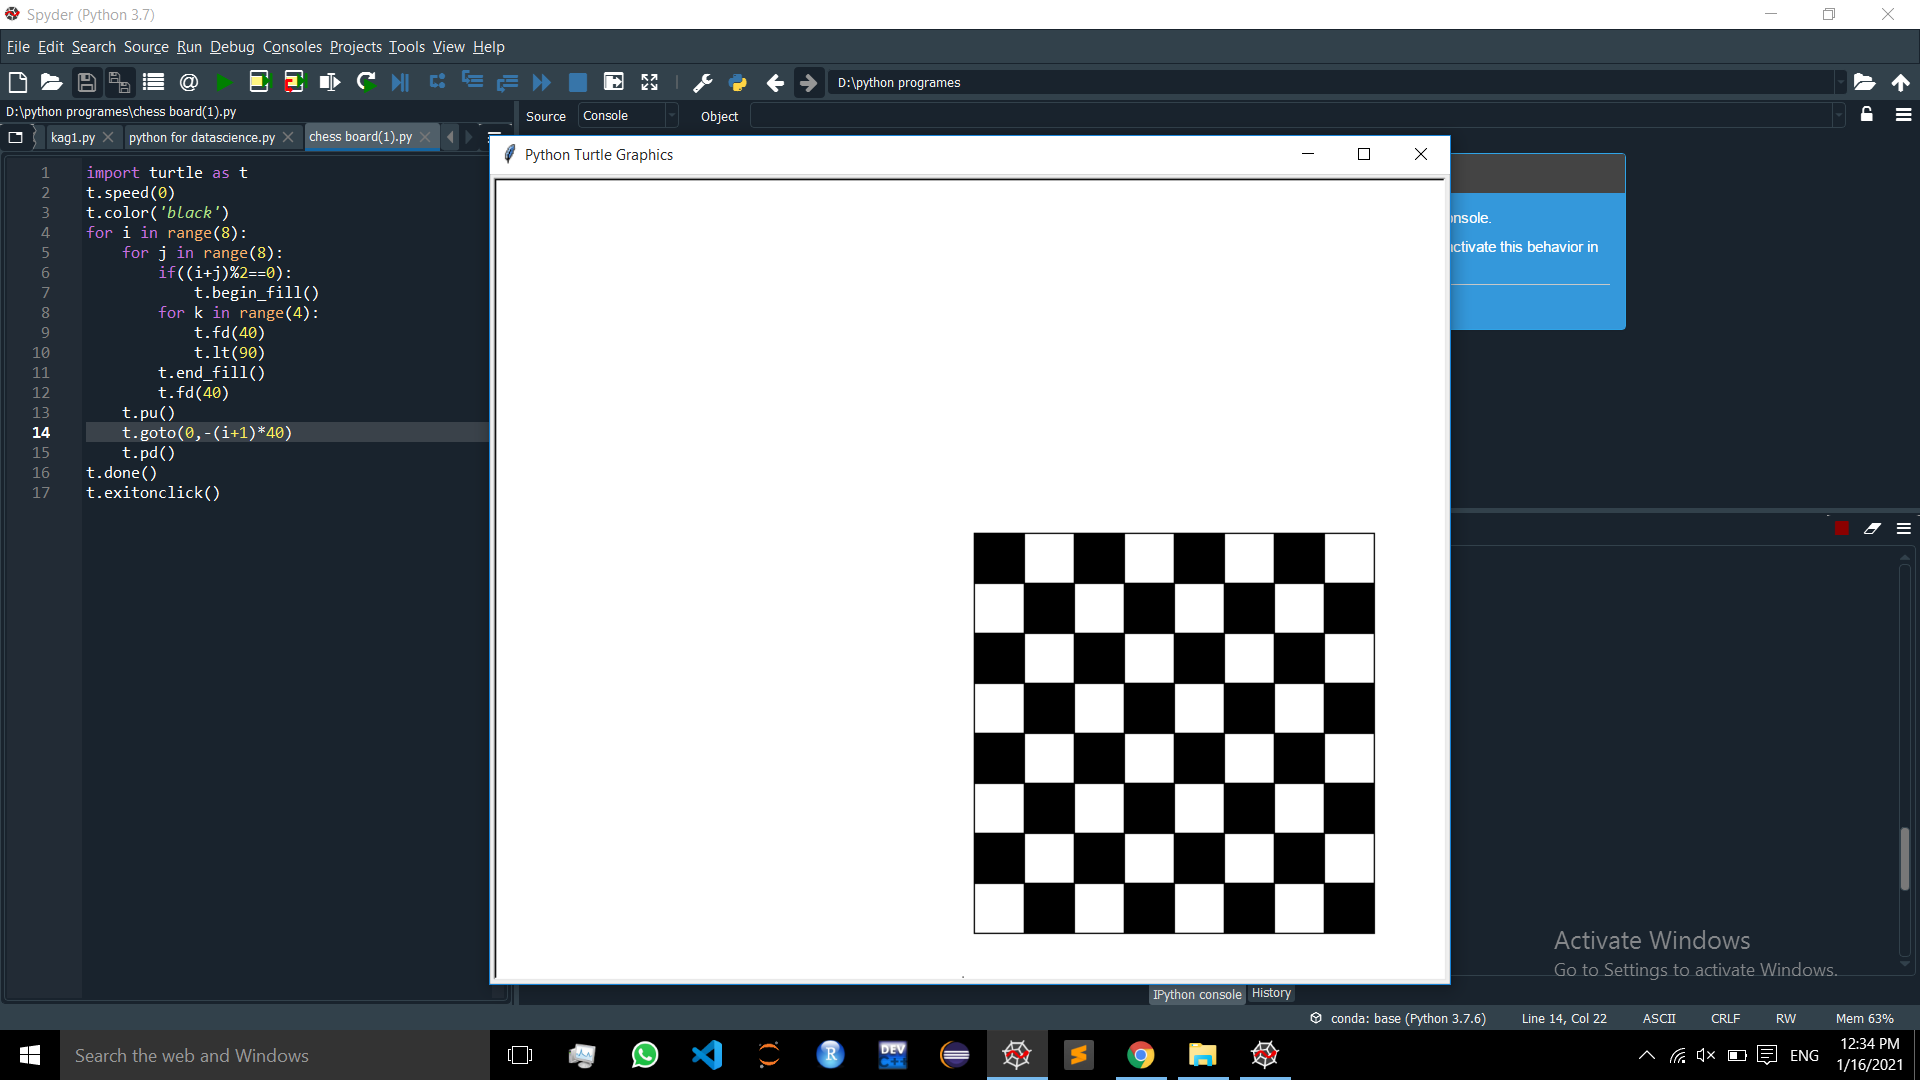 Spyder (Python 3.7)
File Edit Search Source Run Debug Consoles Projects Tools View Help
D:\python programes
D:\python programes\chess board(1).py
Source Console Object
kag1.py python for datascience.py chess board(1).py
Python Turtle Graphics
1 import turtle as t
2 t.speed(0)
3 t.color('black')
4 for i in range(8):
5 for j in range(8):
6 if((i+j)%2==0):
7 t.begin_fill()
8 for k in range(4):
9 t.fd(40)
10 t.lt(90)
11 t.end_fill()
12 t.fd(40)
13 t.pu()
14 t.goto(0,-(i+1)*40)
15 t.pd()
16 t.done()
17 t.exitonclick()
onsole.
activate this behavior in
Activate Windows
Go to Settings to activate Windows.
IPython console History
conda: base (Python 3.7.6) Line 14, Col 22 ASCII CRLF RW Mem 63%
Search the web and Windows
R
DEV
C++
ENG
12:34 PM
1/16/2021